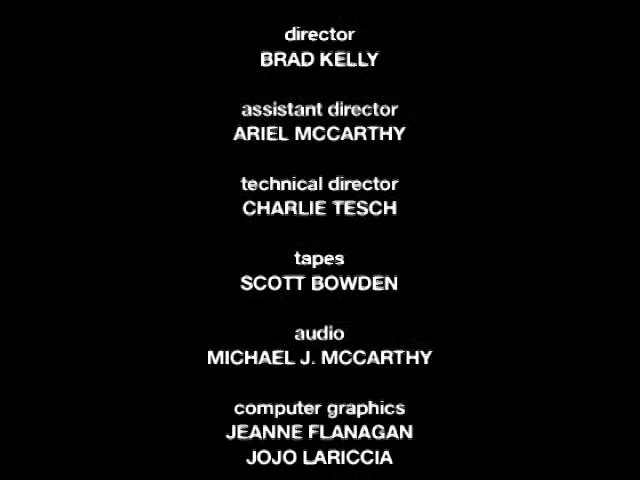 director
BRAD KELLY
assistant director
ARIEL MCCARTHY
technical director
CHARLIE TESCH
tapes
SCOTT BOWDEN
audio
MICHAEL J. MCCARTHY
computer graphics
JEANNE FLANAGAN
JOJO LARICCIA